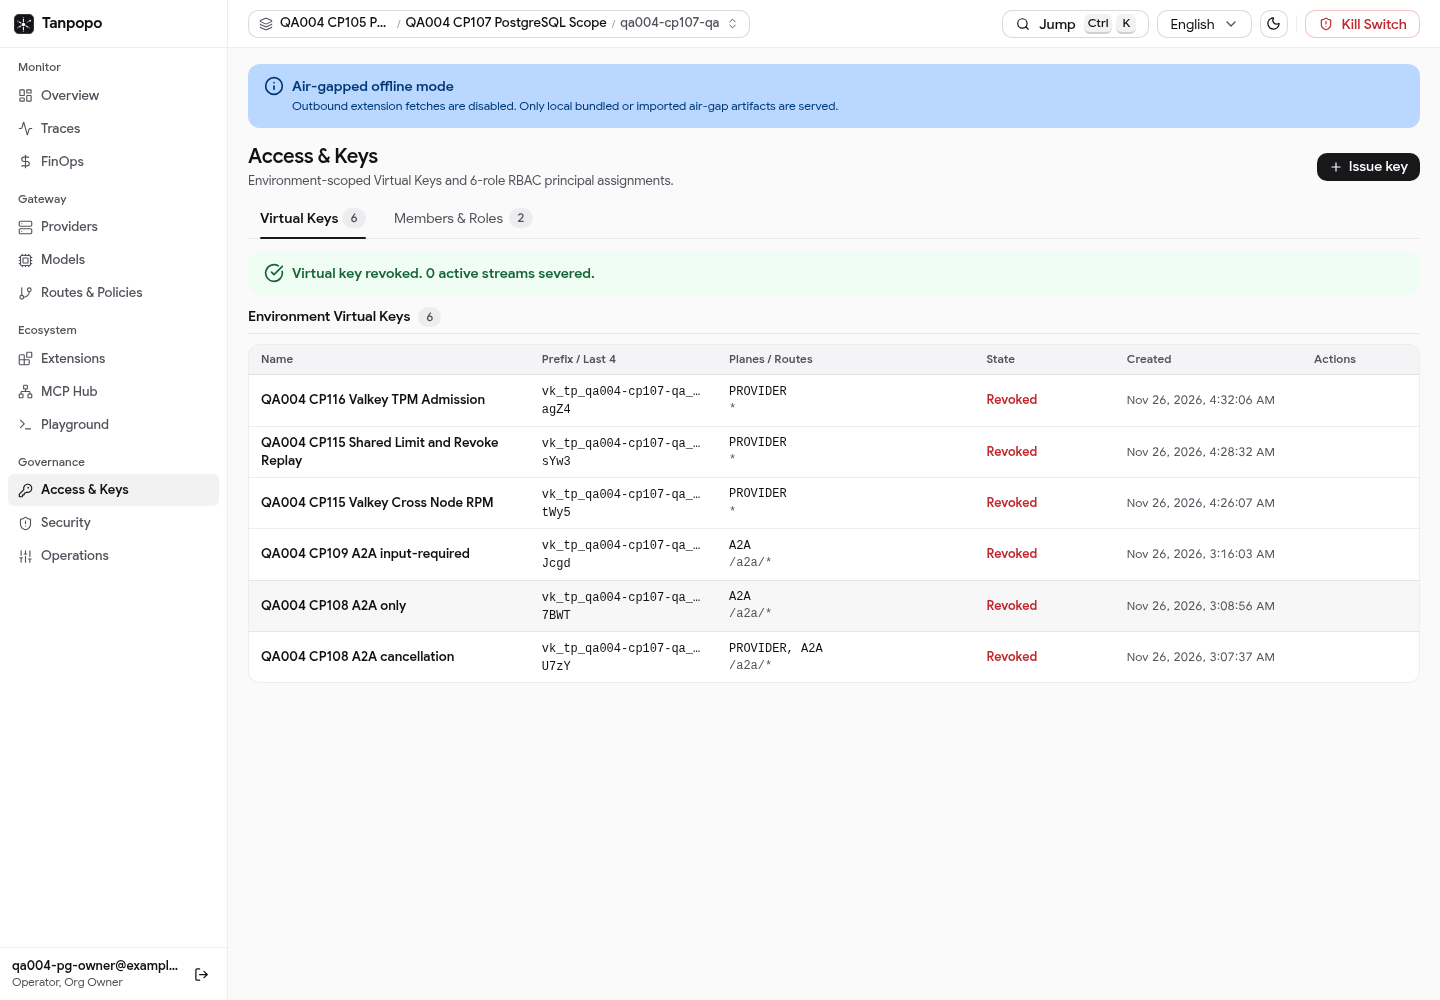 Tanpopo
QA004 CP105 P... / QA004 CP107 PostgreSQL Scope / qa004-cp107-qa
Jump Ctrl K
English
Kill Switch
Monitor
Overview
Traces
FinOps
Gateway
Providers
Models
Routes & Policies
Ecosystem
Extensions
MCP Hub
Playground
Governance
Access & Keys
Security
Operations
qa004-pg-owner@exampl...
Operator, Org Owner
Air-gapped offline mode
Outbound extension fetches are disabled. Only local bundled or imported air-gap artifacts are served.
Access & Keys
Environment-scoped Virtual Keys and 6-role RBAC principal assignments.
Issue key
Virtual Keys 6 Members & Roles 2
Virtual key revoked. 0 active streams severed.
Environment Virtual Keys 6
Name Prefix / Last 4 Planes / Routes State Created Actions
QA004 CP116 Valkey TPM Admission vk_tp_qa004-cp107-qa_… PROVIDER Revoked Nov 26, 2026, 4:32:06 AM
agZ4 *
QA004 CP115 Shared Limit and Revoke vk_tp_qa004-cp107-qa_… PROVIDER Revoked Nov 26, 2026, 4:28:32 AM
Replay sYw3 *
QA004 CP115 Valkey Cross Node RPM vk_tp_qa004-cp107-qa_… PROVIDER Revoked Nov 26, 2026, 4:26:07 AM
tWy5 *
QA004 CP109 A2A input-required vk_tp_qa004-cp107-qa_… A2A Revoked Nov 26, 2026, 3:16:03 AM
Jcgd /a2a/*
QA004 CP108 A2A only vk_tp_qa004-cp107-qa_… A2A Revoked Nov 26, 2026, 3:08:56 AM
7BWT /a2a/*
QA004 CP108 A2A cancellation vk_tp_qa004-cp107-qa_… PROVIDER, A2A Revoked Nov 26, 2026, 3:07:37 AM
U7zY /a2a/*